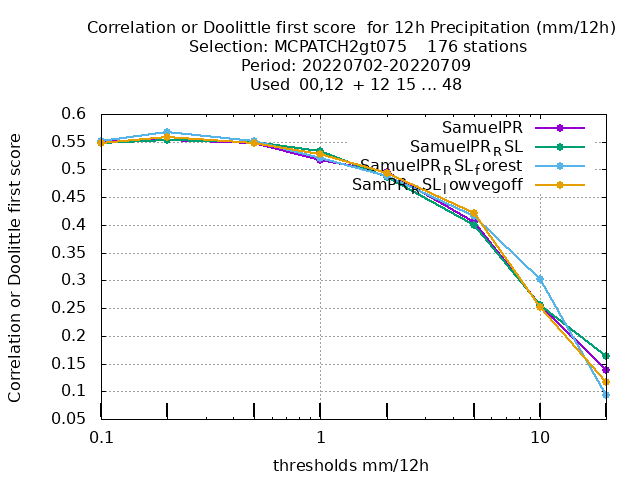 Correlation or Doolittle first score  for 12h Precipitation (mm/12h)
Selection: MCPATCH2gt075    176 stations
Period: 20220702-20220709
Used  00,12  + 12 15 ... 48
Correlation or Doolittle first score
0.6
0.55
0.5
0.45
0.4
0.35
0.3
0.25
0.2
0.15
0.1
0.05
SamuelPR
SamuelPR_RSL
SamuelPR_RSL_forest
SamPR_RSL_lowvegoff
0.1
1
10
thresholds mm/12h